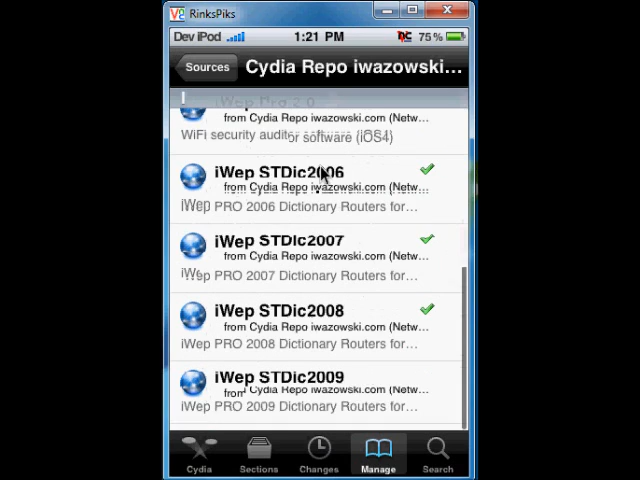 RinksPiks
Dev iPod 1:21 PM 75%
Sources Cydia Repo iwazowski...
I
iWep Pro 2.0
from Cydia Repo iwazowski.com (Netw...
WiFi security auditor software (iOS4)
iWep STDic2006
from Cydia Repo iwazowski.com (Netw...
iWep PRO 2006 Dictionary Routers for...
iWep STDic2007
from Cydia Repo iwazowski.com (Netw...
iWep PRO 2007 Dictionary Routers for...
iWep STDic2008
from Cydia Repo iwazowski.com (Netw...
iWep PRO 2008 Dictionary Routers for...
iWep STDic2009
from Cydia Repo iwazowski.com (Netw...
iWep PRO 2009 Dictionary Routers for...
Cydia Sections Changes Manage Search